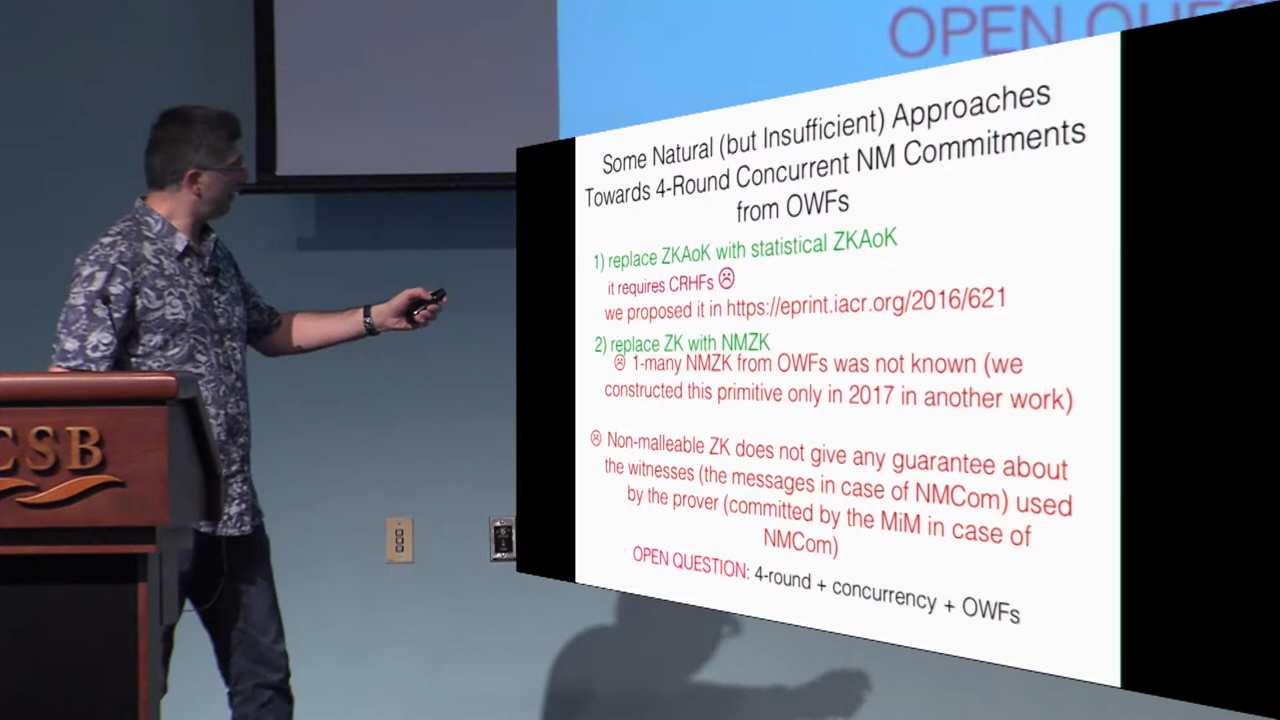 OPEN
Some Natural (but Insufficient) Approaches
Towards 4-Round Concurrent NM Commitments
from OWFs
1) replace ZKAoK with statistical ZKAoK
it requires CRHFs ☹
we proposed it in https://eprint.iacr.org/2016/621
2) replace ZK with NMZK
☹ 1-many NMZK from OWFs was not known (we
constructed this primitive only in 2017 in another work)
☹ Non-malleable ZK does not give any guarantee about
the witnesses (the messages in case of NMCom) used
by the prover (committed by the MiM in case of
NMCom)
OPEN QUESTION: 4-round + concurrency + OWFs
CSB